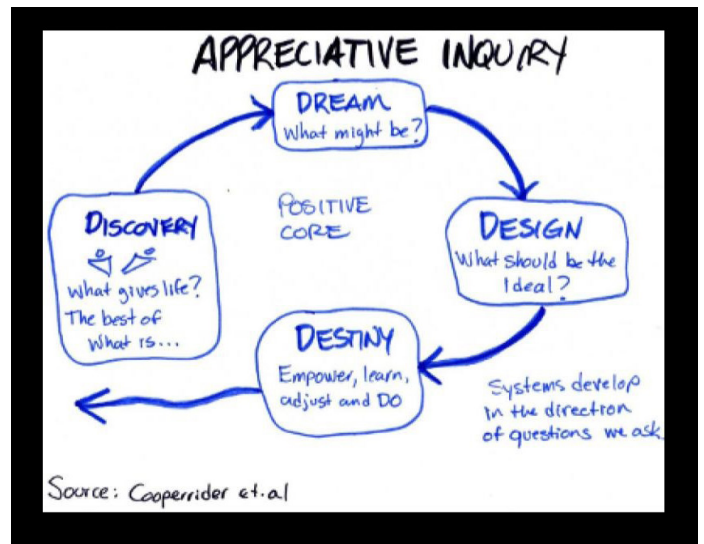 APPRECIATIVE INQUIRY
DREAM
What might be?
DISCOVERY
What gives life?
The best of
What is...
POSITIVE
CORE
DESIGN
What should be the
Ideal?
DESTINY
Empower, learn,
adjust and DO
Systems develop
in the direction
of questions we ask.
Source: Cooperrider et.al